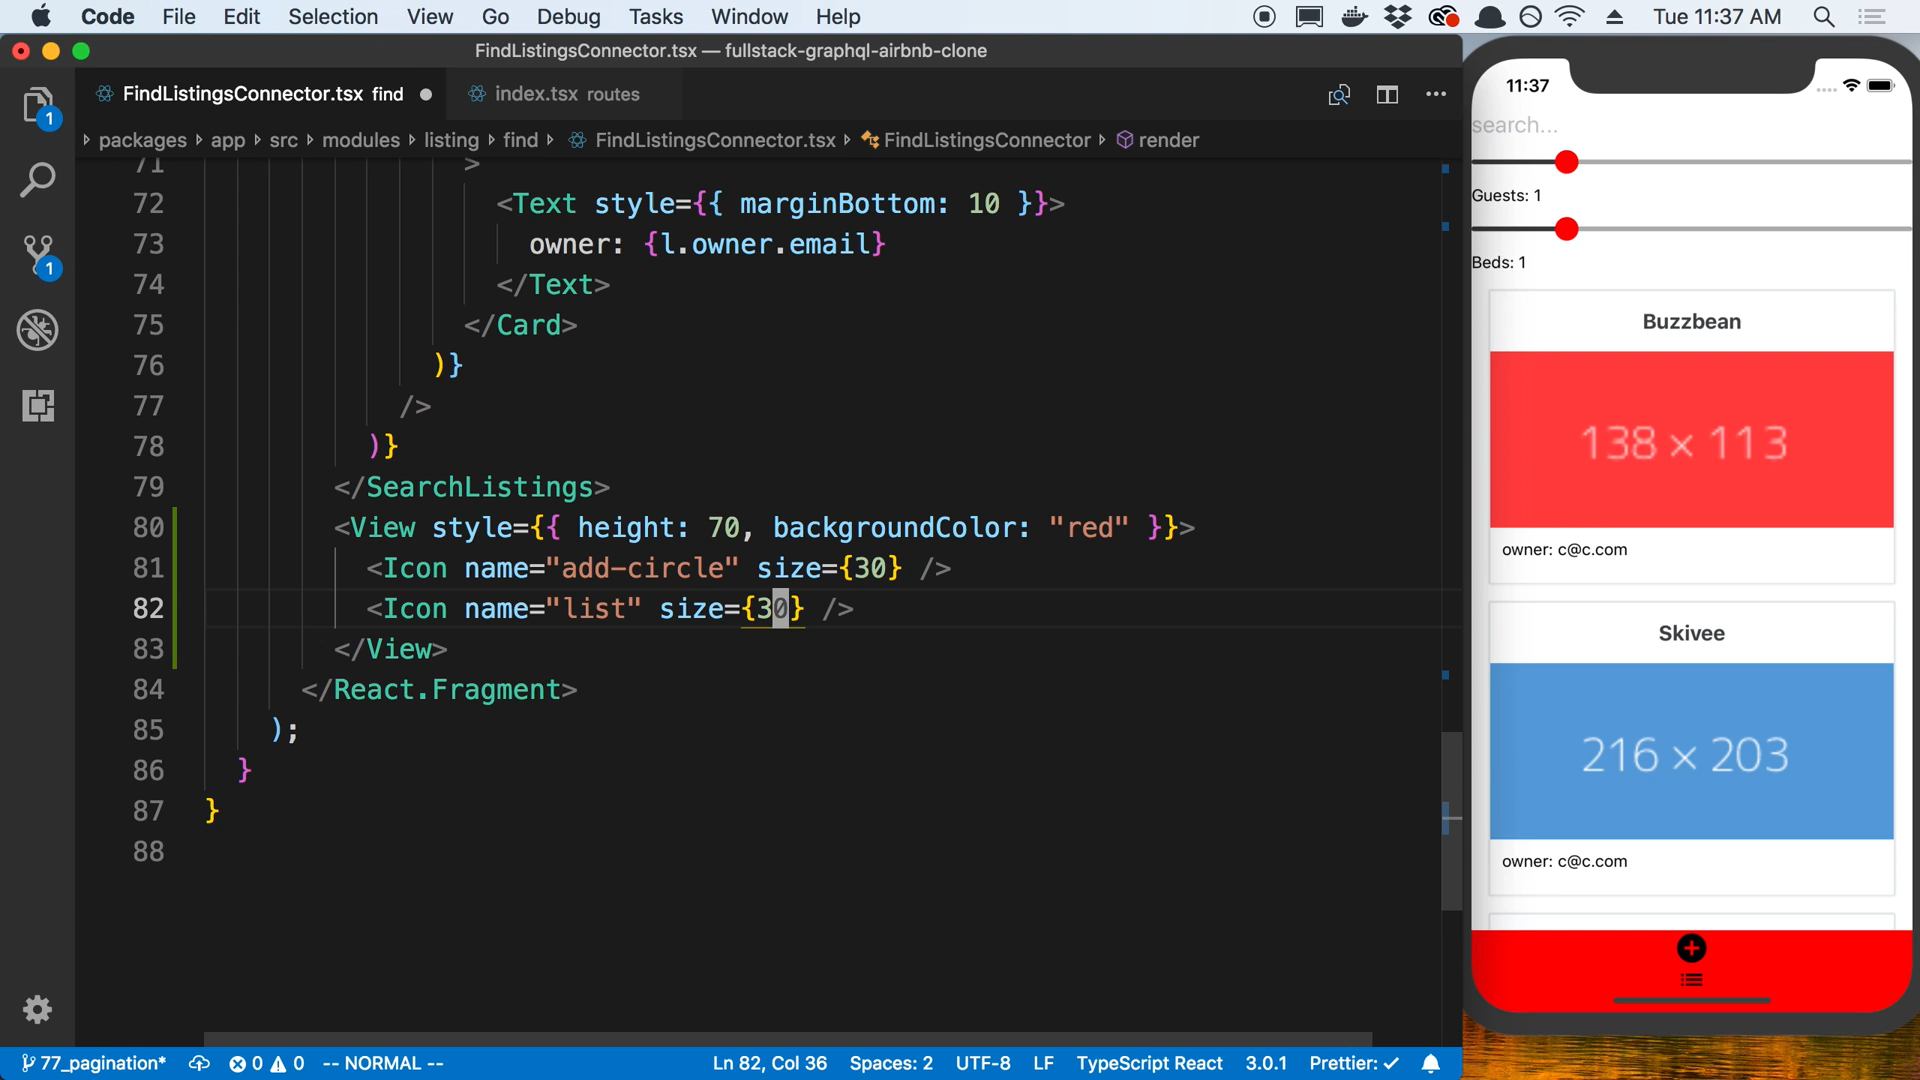 Code File Edit Selection View Go Debug Tasks Window Help Tue 11:37 AM
FindListingsConnector.tsx — fullstack-graphql-airbnb-clone
FindListingsConnector.tsx find index.tsx routes
packages app src modules listing find FindListingsConnector.tsx FindListingsConnector render
1
1
71 >
72 <Text style={{ marginBottom: 10 }}>
73 owner: {l.owner.email}
74 </Text>
75 </Card>
76 )}
77 />
78 )}
79 </SearchListings>
80 <View style={{ height: 70, backgroundColor: "red" }}>
81 <Icon name="add-circle" size={30} />
82 <Icon name="list" size={30} />
83 </View>
84 </React.Fragment>
85 );
86 }
87 }
88
77_pagination* 0 0 -- NORMAL -- Ln 82, Col 36 Spaces: 2 UTF-8 LF TypeScript React 3.0.1 Prettier: ✓
11:37
search...
Guests: 1
Beds: 1
Buzzbean
138 × 113
owner: c@c.com
Skivee
216 × 203
owner: c@c.com